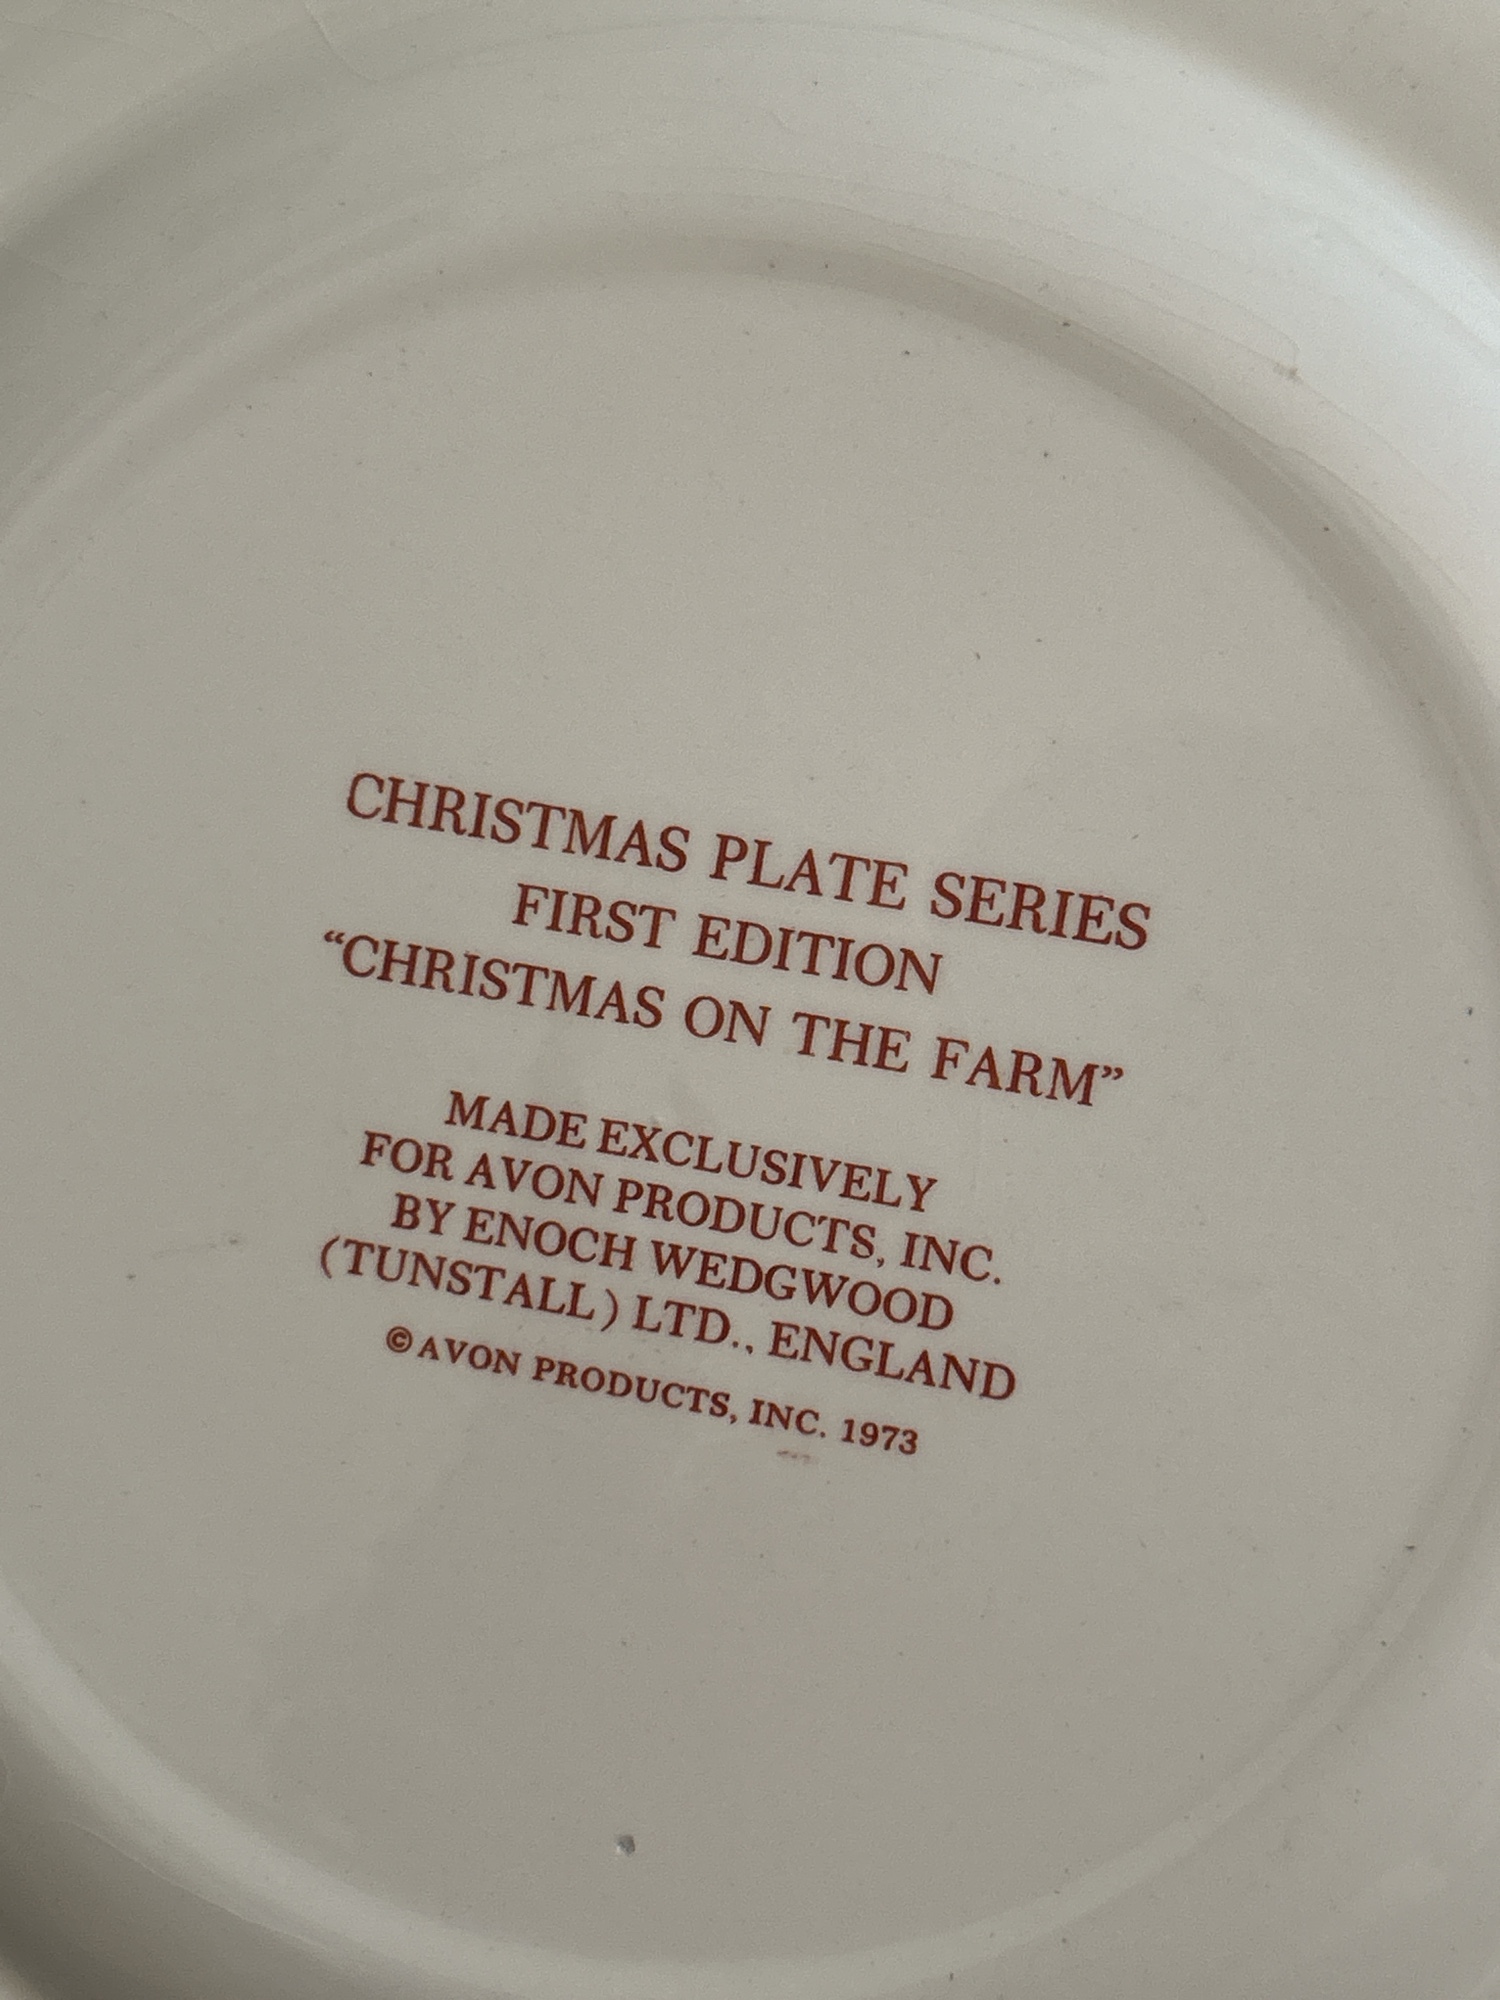 CHRISTMAS PLATE SERIES
FIRST EDITION
“CHRISTMAS ON THE FARM”
MADE EXCLUSIVELY
FOR AVON PRODUCTS, INC.
BY ENOCH WEDGWOOD
(TUNSTALL) LTD., ENGLAND
©AVON PRODUCTS, INC. 1973